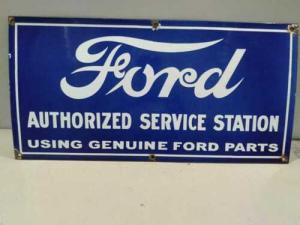 Ford
AUTHORIZED SERVICE STATION
USING GENUINE FORD PARTS